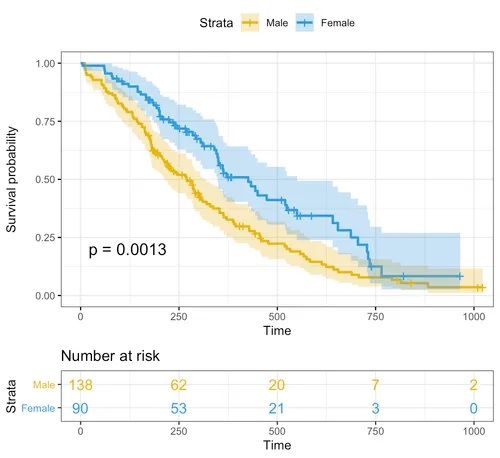 Strata Male Female
1.00
0.75
0.50
0.25
0.00
Survival probability
p = 0.0013
0 250 500 750 1000
Time
Number at risk
Strata
Male 138 62 20 7 2
Female 90 53 21 3 0
0 250 500 750 1000
Time